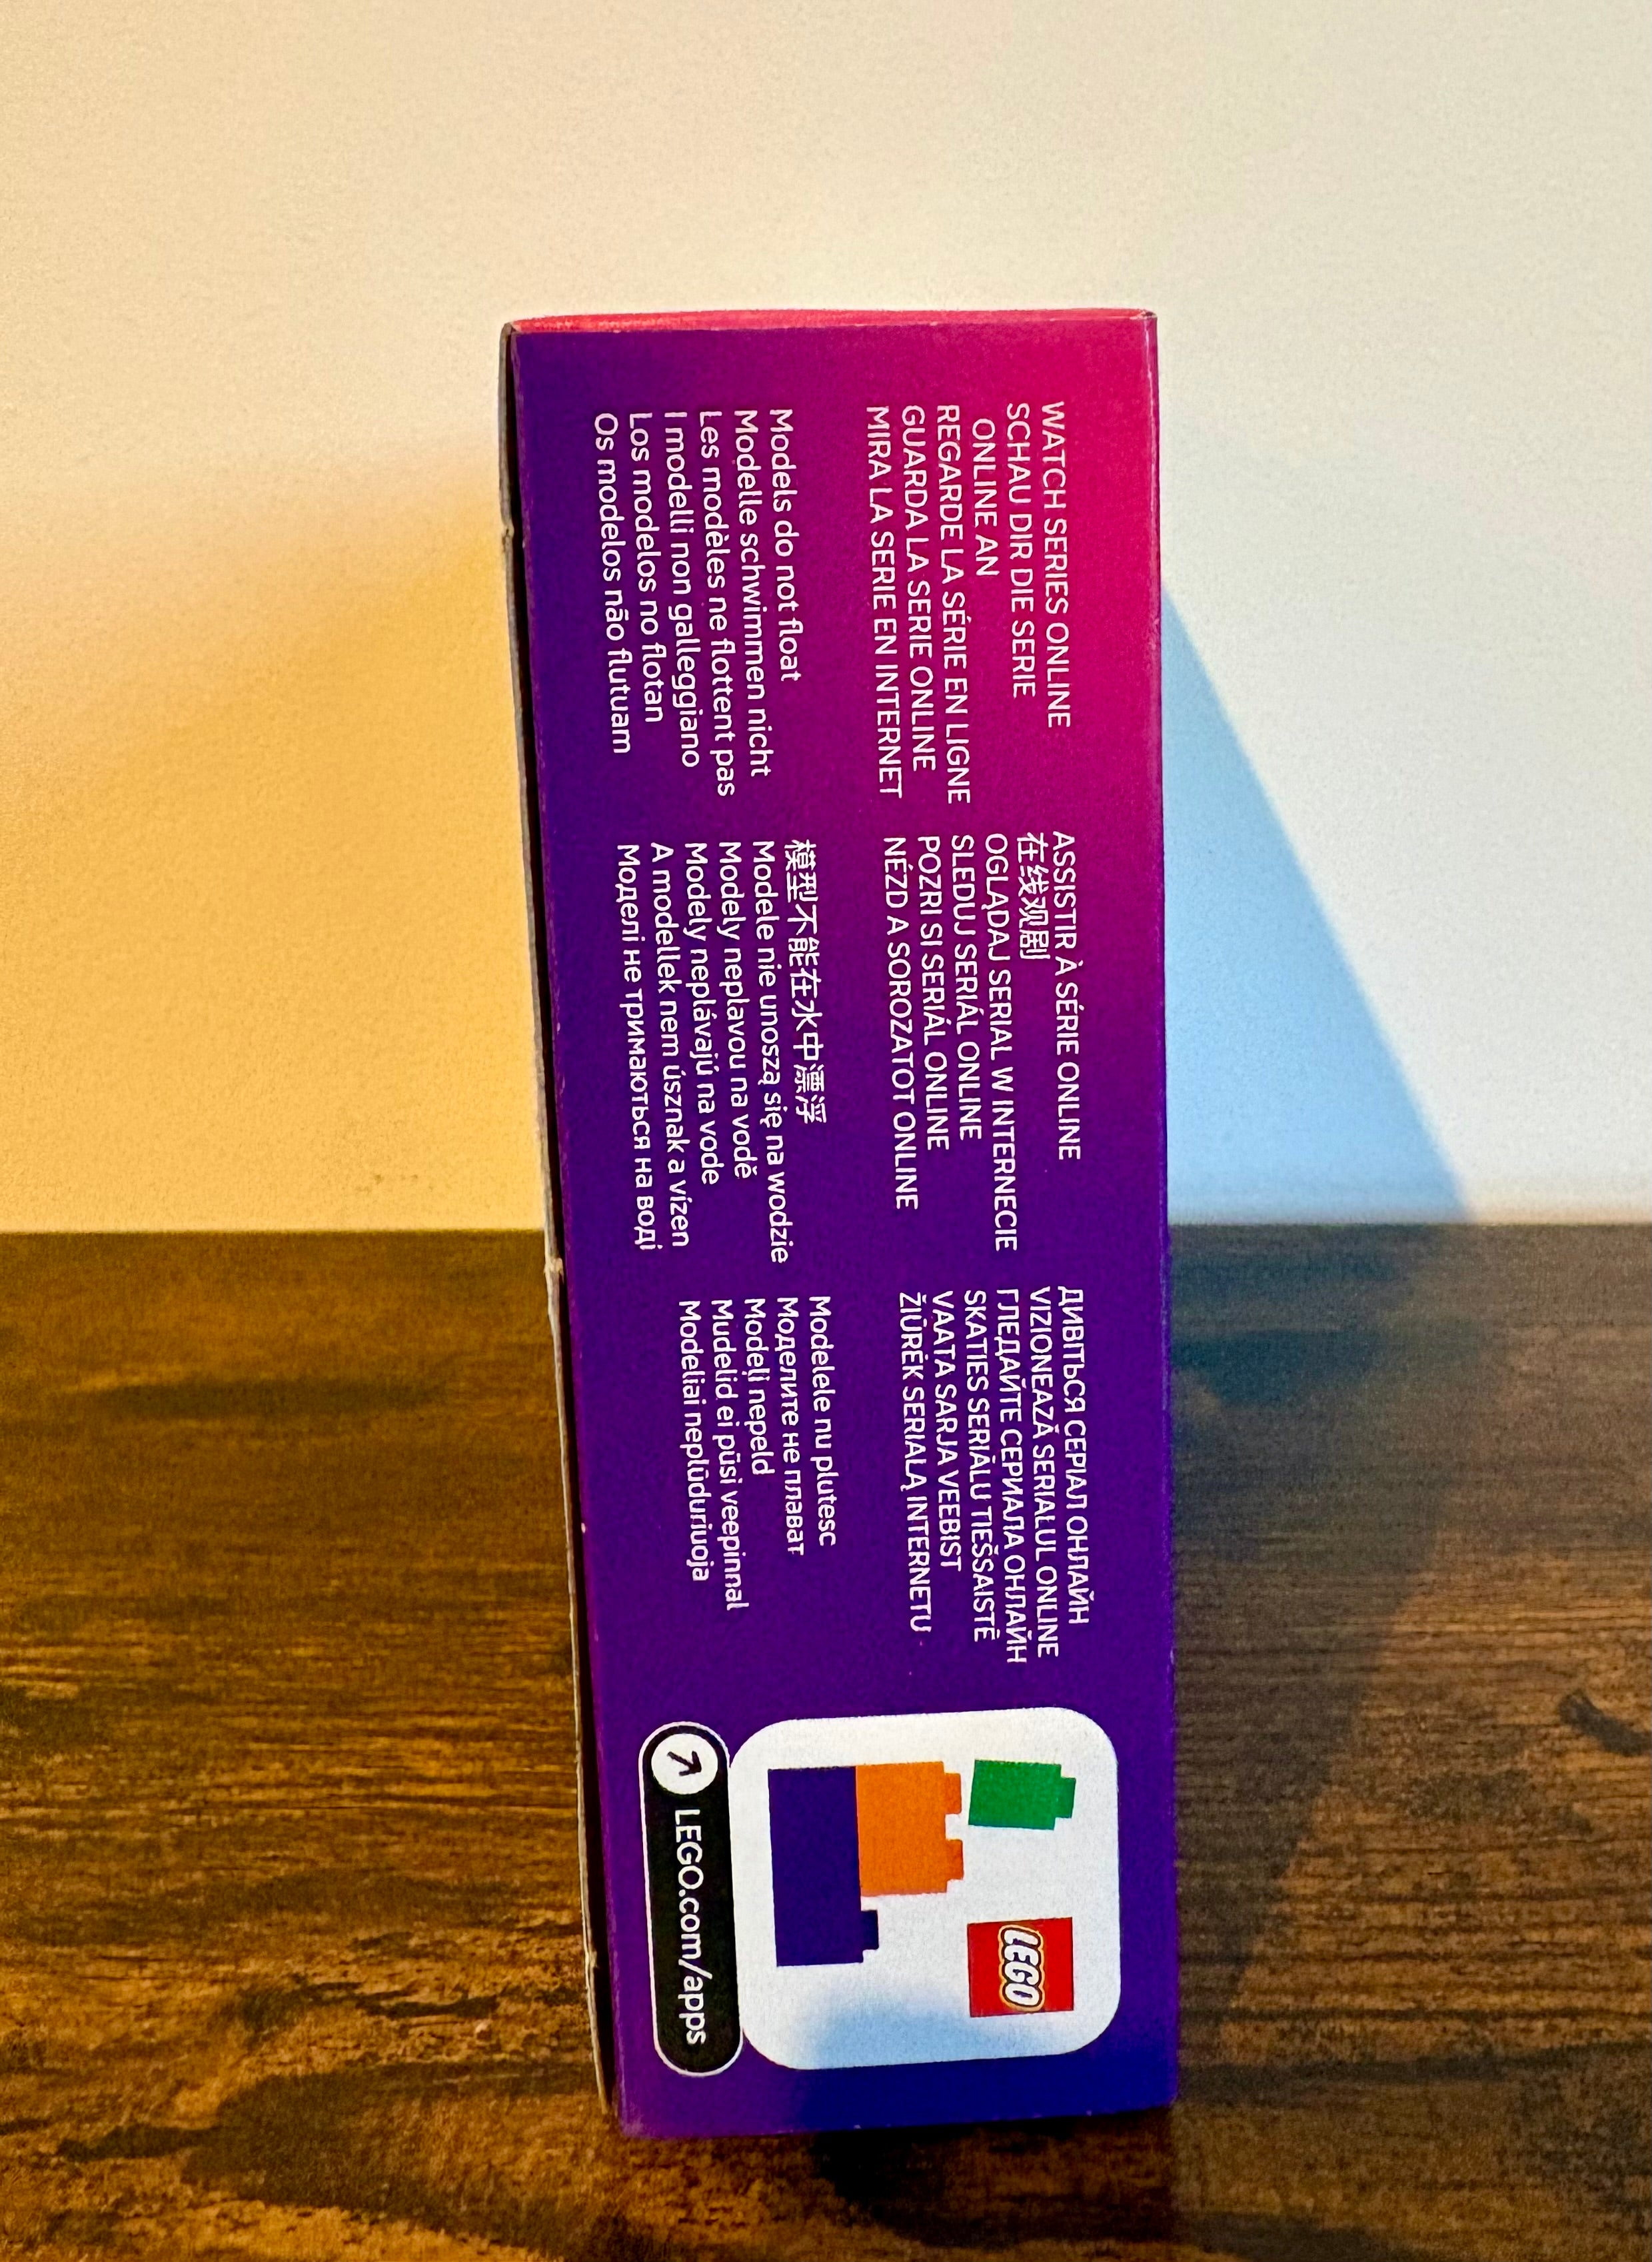 WATCH SERIES ONLINE
SCHAU DIR DIE SERIE
ONLINE AN
REGARDE LA SÉRIE EN LIGNE
GUARDA LA SERIE ONLINE
MIRA LA SERIE EN INTERNET
ASSISTIR À SÉRIE ONLINE
在线观剧
OGLĄDAJ SERIAL W INTERNECIE
SLEDUJ SERIÁL ONLINE
POZRI SI SERIÁL ONLINE
NÉZD A SOROZATOT ONLINE
ДИВІТЬСЯ СЕРІАЛ ОНЛАЙН
VIZIONEAZĂ SERIALUL ONLINE
ГЛЕДАЙТЕ СЕРИАЛА ОНЛАЙН
SKATIES SERIĀLU TIEŠSAISTĒ
VAATA SARJA VEEBIST
ŽIŪRĖK SERIALĄ INTERNETU
Models do not float
Modelle schwimmen nicht
Les modèles ne flottent pas
I modelli non galleggiano
Los modelos no flotan
Os modelos não flutuam
模型不能在水中漂浮
Modele nie unoszą się na wodzie
Modely neplavou na vodě
Modely neplávajú na vode
A modellek nem úsznak a vízen
Моделі не тримаються на воді
Modelele nu plutesc
Моделите не плават
Modeļi nepeld
Mudelid ei püsi veepinnal
Modeliai neplūduriuoja
LEGO
LEGO.com/apps